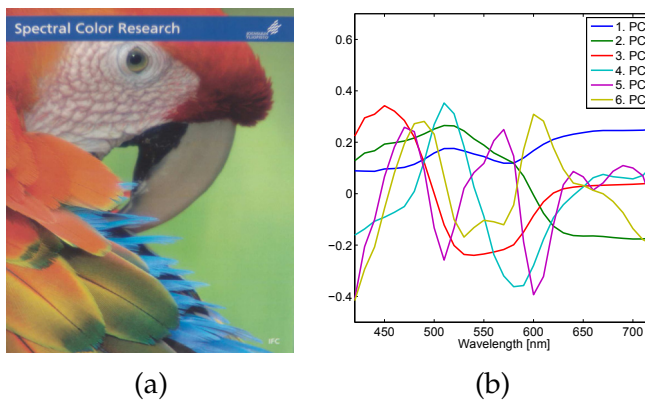 Spectral Color Research
IFC
(a)
0.6
0.4
0.2
0
−0.2
−0.4
450
500
550
600
650
700
Wavelength [nm]
1. PC
2. PC
3. PC
4. PC
5. PC
6. PC
(b)